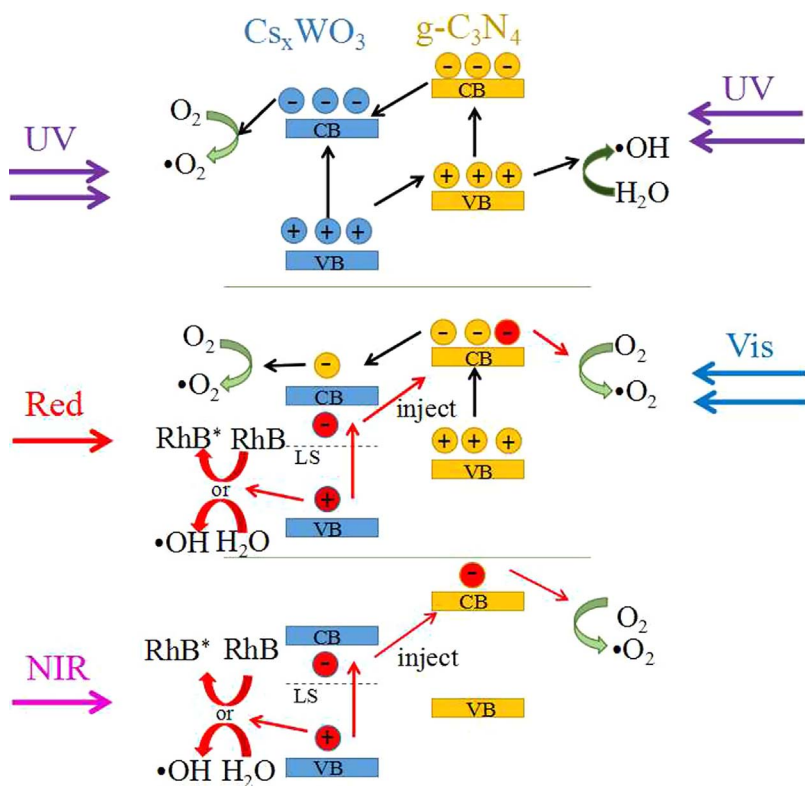 CsₓWO₃
g-C₃N₄
- - -
CB
- - -
CB
UV
UV
O₂
•O₂
•OH
H₂O
+ + +
VB
+ + +
VB
O₂
•O₂
-
CB
- - -
CB
O₂
•O₂
Vis
Red
inject
RhB* RhB
-
LS
or
+
+ + +
VB
•OH H₂O
VB
-
CB
O₂
•O₂
NIR
RhB* RhB
CB
-
inject
LS
or
+
VB
•OH H₂O
VB